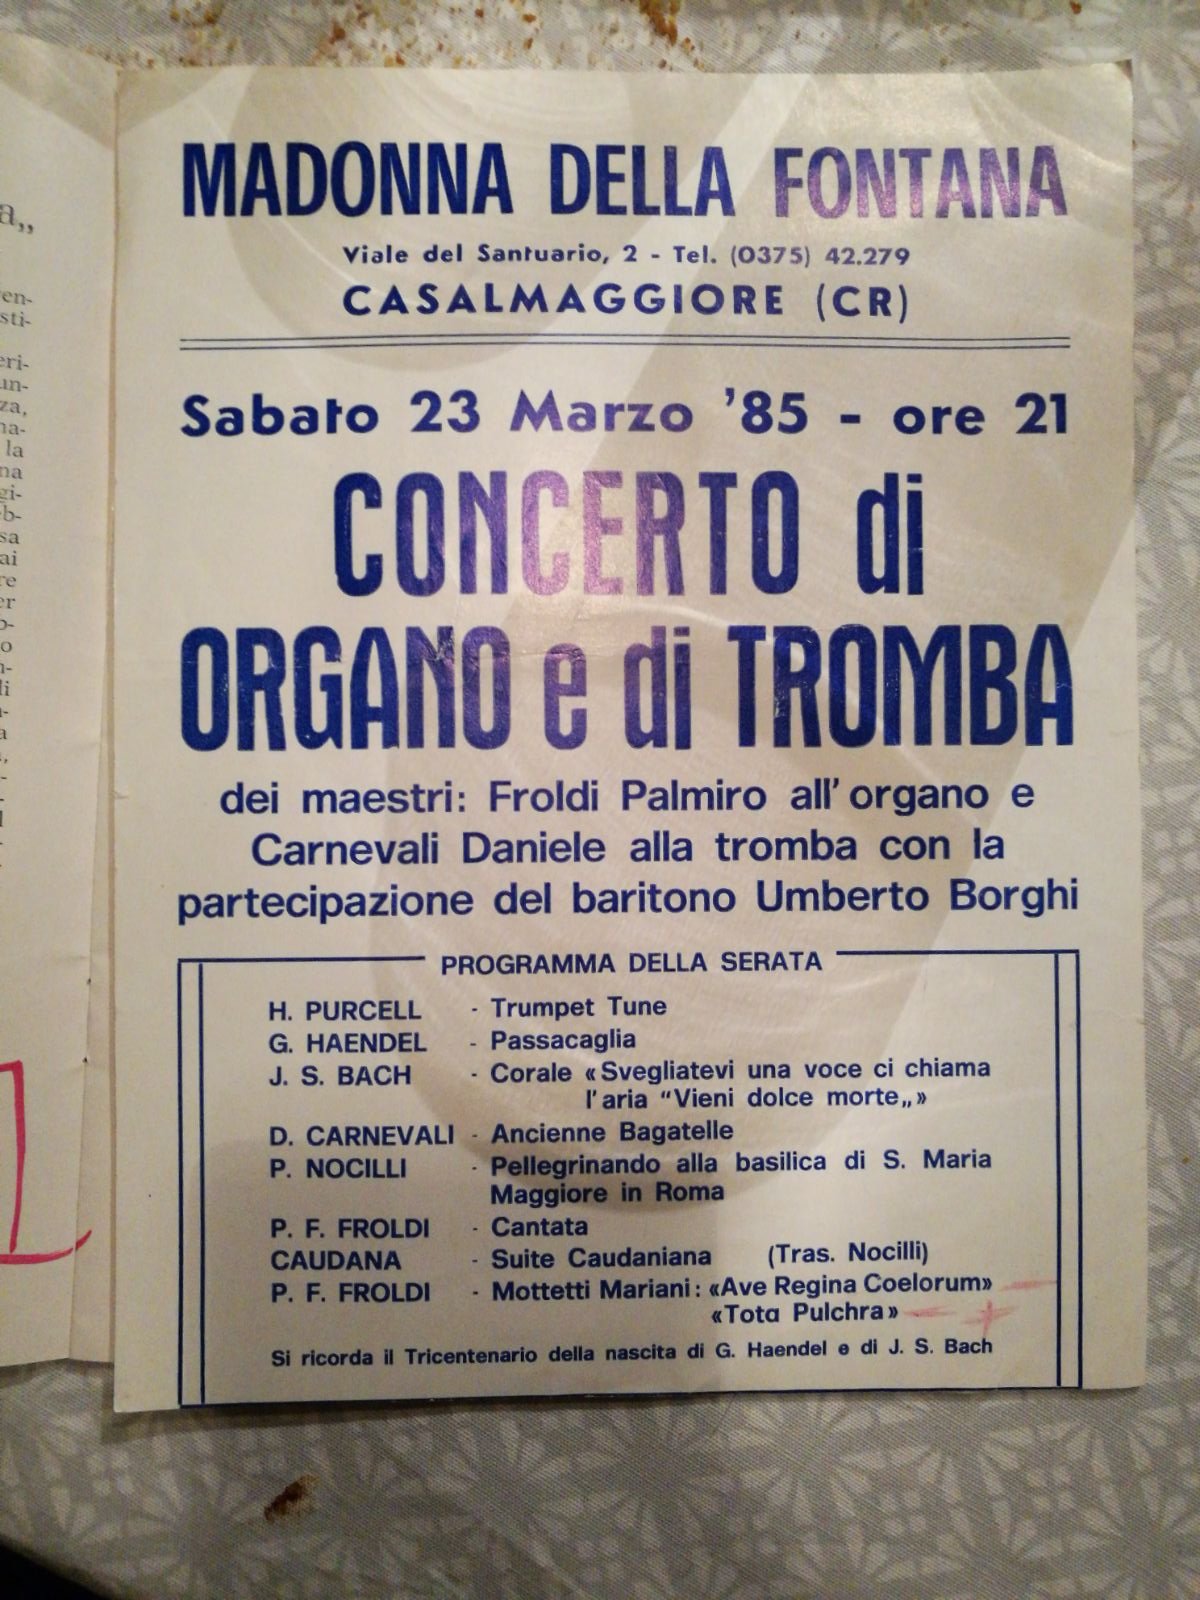 MADONNA DELLA FONTANA
Viale del Santuario, 2 - Tel. (0375) 42.279
CASALMAGGIORE (CR)
Sabato 23 Marzo '85 - ore 21
CONCERTO di
ORGANO e di TROMBA
dei maestri: Froldi Palmiro all'organo e
Carnevali Daniele alla tromba con la
partecipazione del baritono Umberto Borghi
PROGRAMMA DELLA SERATA
H. PURCELL - Trumpet Tune
G. HAENDEL - Passacaglia
J. S. BACH - Corale «Svegliatevi una voce ci chiama
l'aria "Vieni dolce morte„»
D. CARNEVALI - Ancienne Bagatelle
P. NOCILLI - Pellegrinando alla basilica di S. Maria
Maggiore in Roma
P. F. FROLDI - Cantata
CAUDANA - Suite Caudaniana (Tras. Nocilli)
P. F. FROLDI - Mottetti Mariani: «Ave Regina Coelorum»
«Tota Pulchra»
Si ricorda il Tricentenario della nascita di G. Haendel e di J. S. Bach